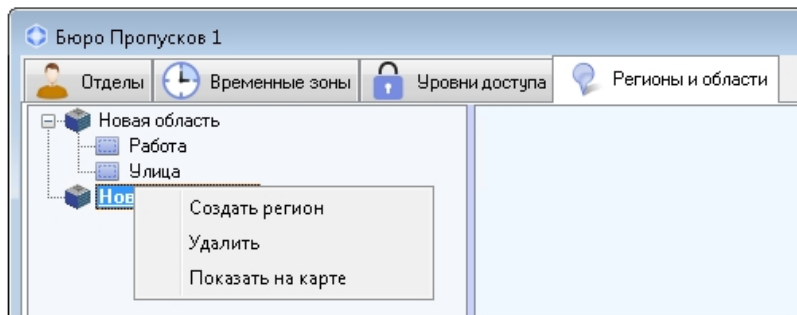 Бюро Пропусков 1
Отделы Временные зоны Уровни доступа Регионы и области
Новая область
Работа
Улица
Создать регион
Удалить
Показать на карте